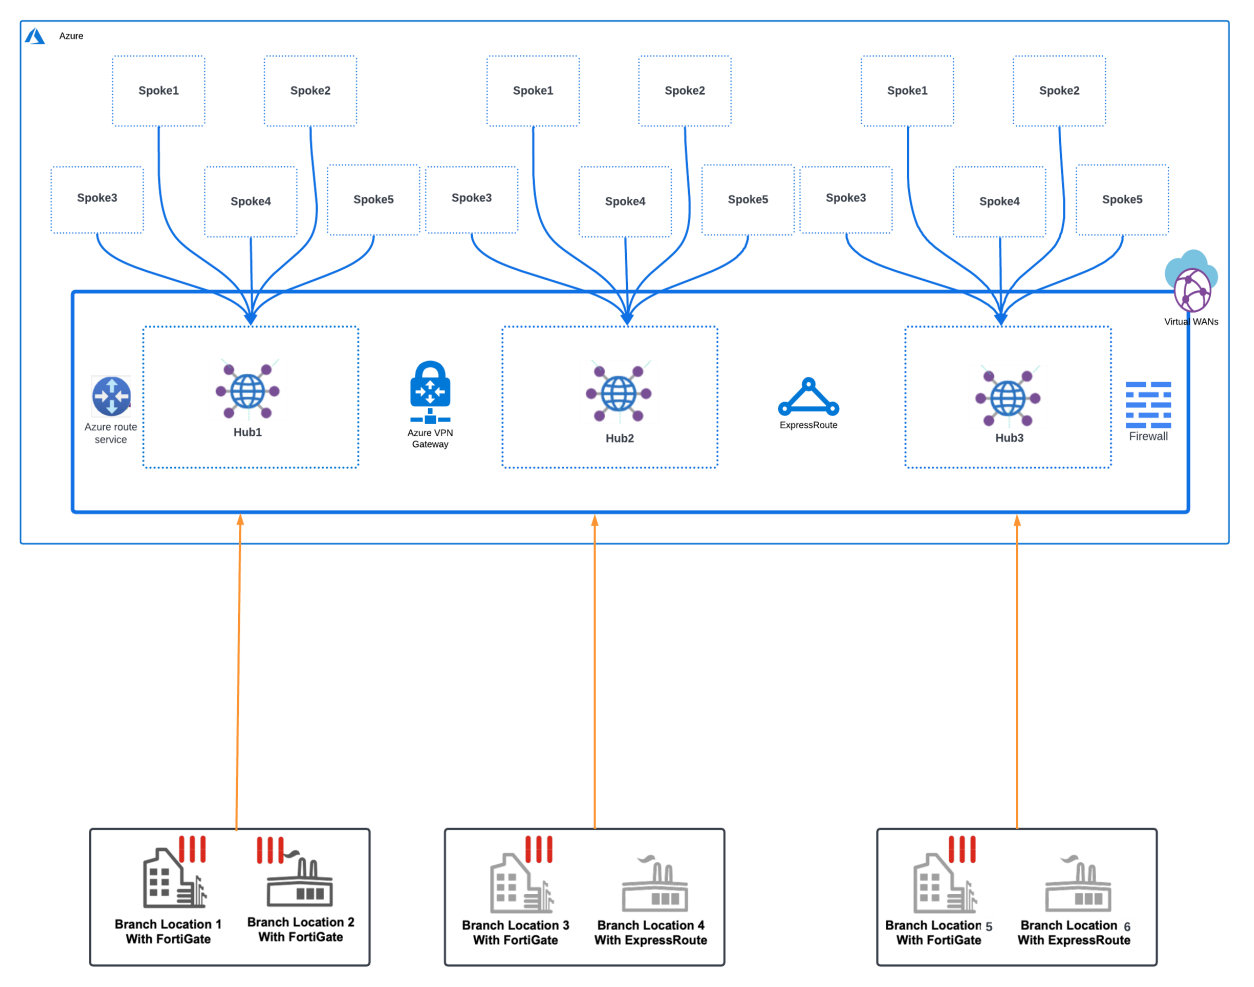 Azure
Spoke1
Spoke2
Spoke1
Spoke2
Spoke1
Spoke2
Spoke3
Spoke4
Spoke5
Spoke3
Spoke4
Spoke5
Spoke3
Spoke4
Spoke5
Virtual WANs
Azure route
service
Hub1
Azure VPN
Gateway
Hub2
ExpressRoute
Hub3
Firewall
Branch Location 1
With FortiGate
Branch Location 2
With FortiGate
Branch Location 3
With FortiGate
Branch Location 4
With ExpressRoute
Branch Location 5
With FortiGate
Branch Location 6
With ExpressRoute